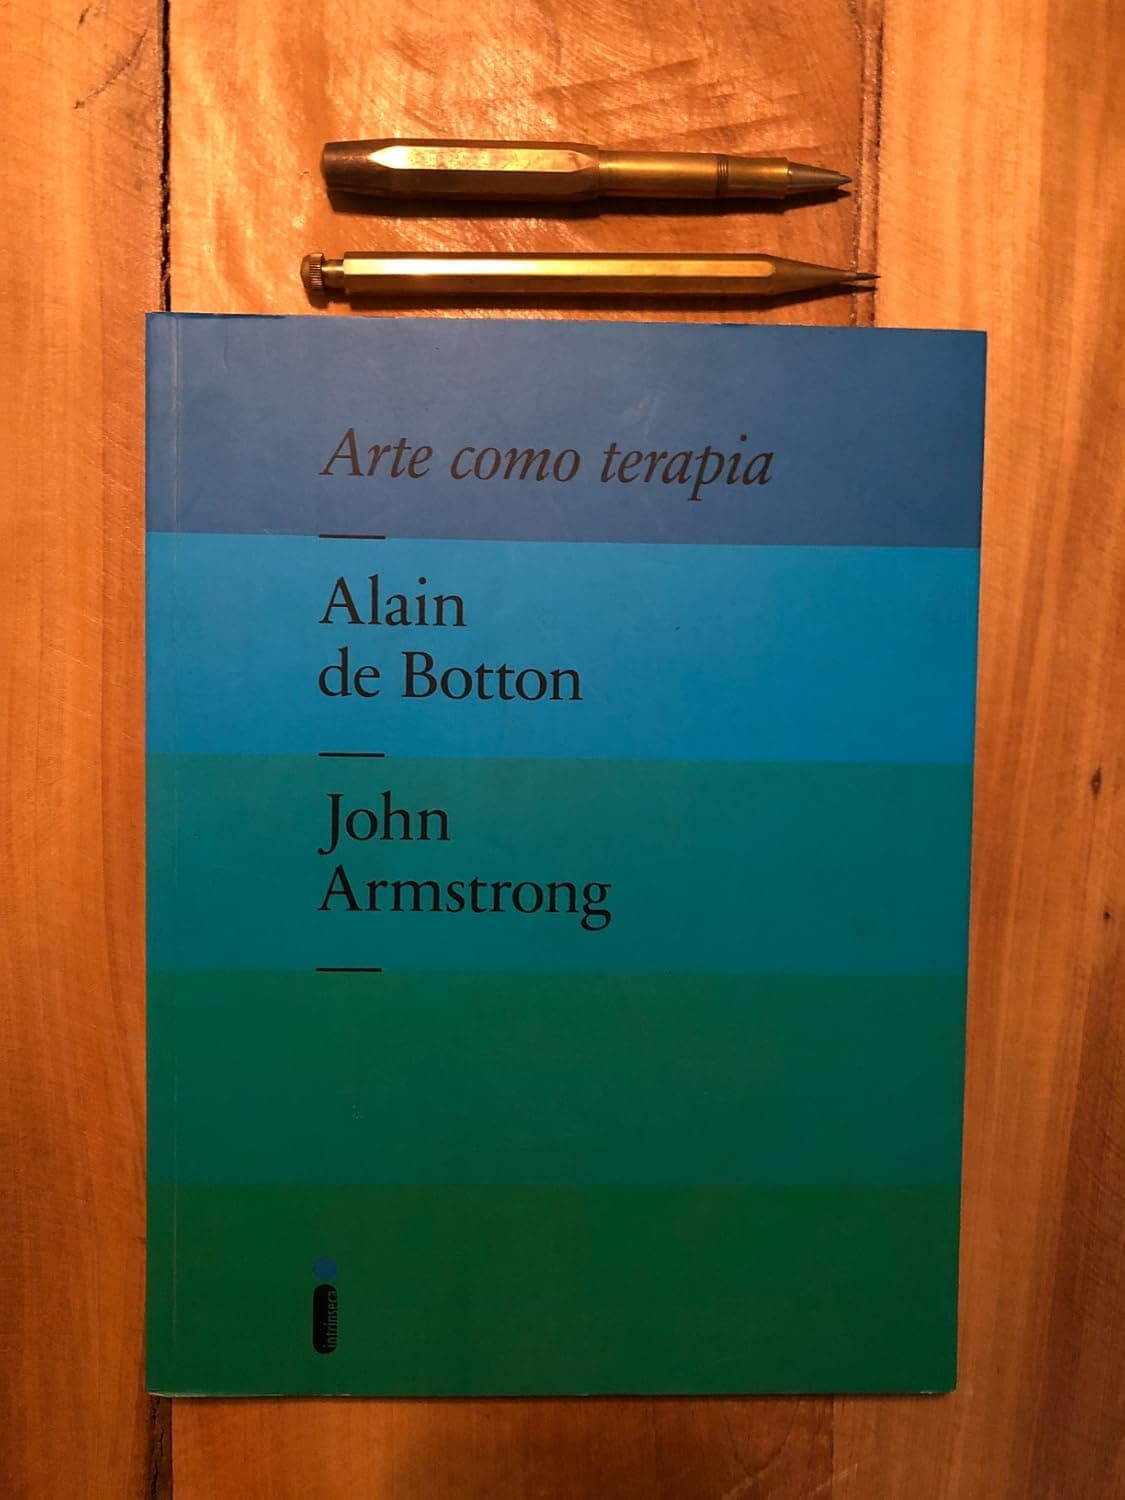 Arte como terapia
Alain
de Botton
John
Armstrong
intrínseca